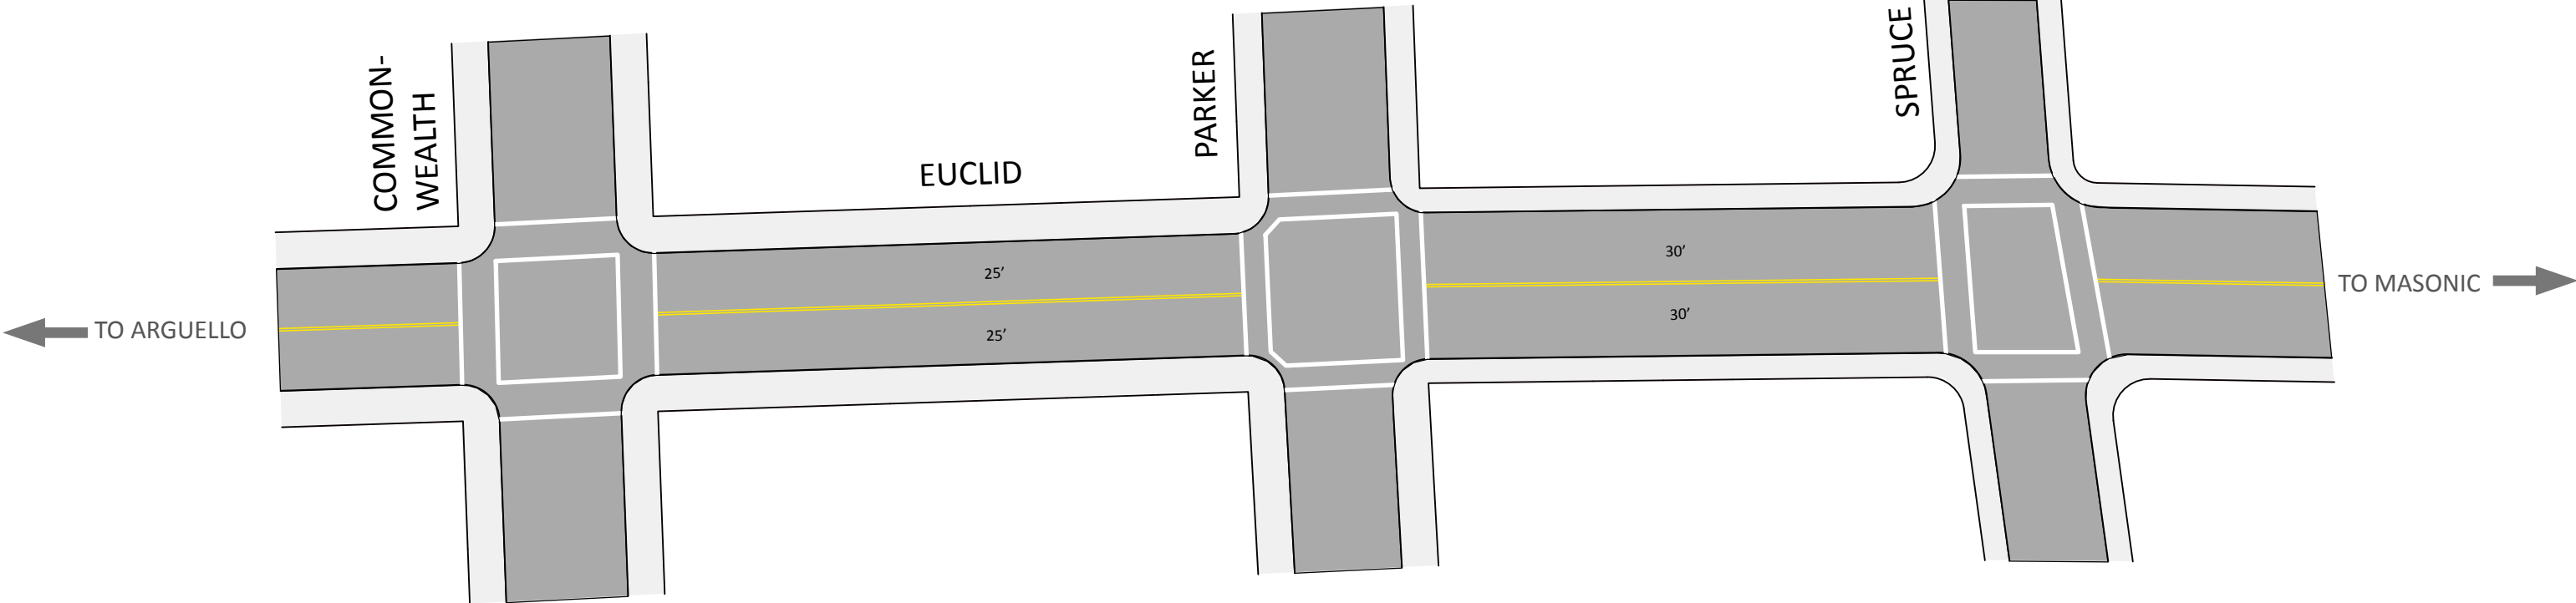 COMMON-
WEALTH
EUCLID
PARKER
SPRUCE
25’
25’
30’
30’
TO ARGUELLO
TO MASONIC